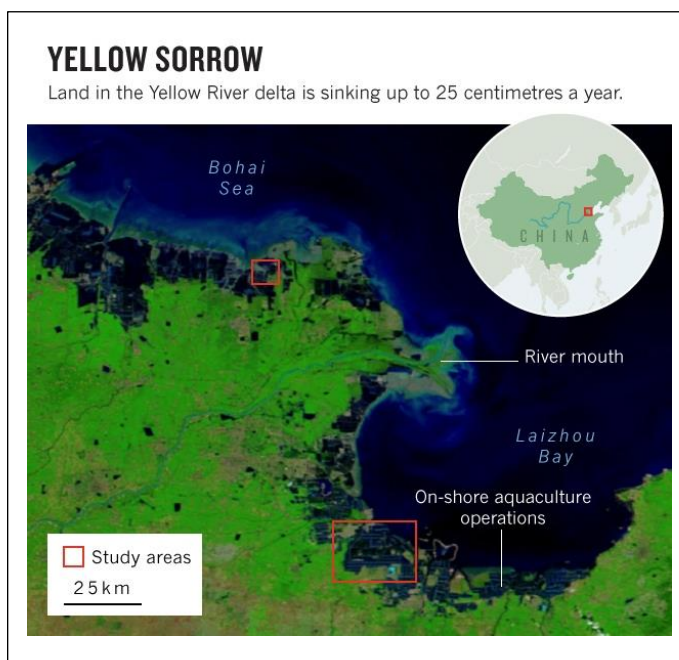 YELLOW SORROW
Land in the Yellow River delta is sinking up to 25 centimetres a year.
Bohai
Sea
CHINA
River mouth
Laizhou
Bay
On-shore aquaculture
operations
Study areas
25km